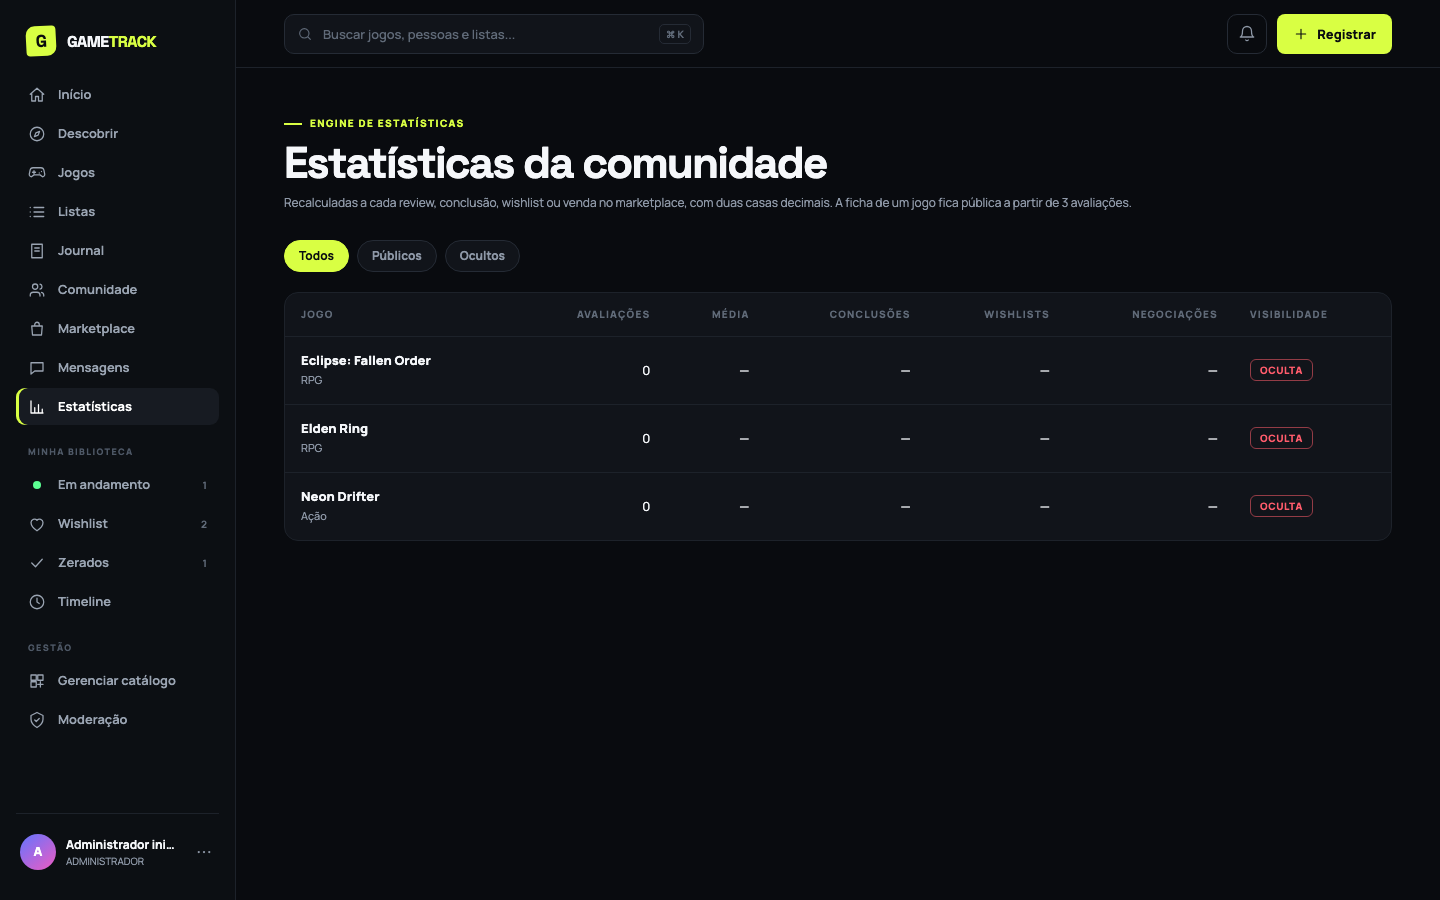 G GAMETRACK
Buscar jogos, pessoas e listas...
⌘ K
Registrar
Início
Descobrir
Jogos
Listas
Journal
Comunidade
Marketplace
Mensagens
Estatísticas
MINHA BIBLIOTECA
Em andamento 1
Wishlist 2
Zerados 1
Timeline
GESTÃO
Gerenciar catálogo
Moderação
A
Administrador ini...
ADMINISTRADOR
ENGINE DE ESTATÍSTICAS
Estatísticas da comunidade
Recalculadas a cada review, conclusão, wishlist ou venda no marketplace, com duas casas decimais. A ficha de um jogo fica pública a partir de 3 avaliações.
Todos Públicos Ocultos
JOGO AVALIAÇÕES MÉDIA CONCLUSÕES WISHLISTS NEGOCIAÇÕES VISIBILIDADE
Eclipse: Fallen Order
RPG
0 — — — — OCULTA
Elden Ring
RPG
0 — — — — OCULTA
Neon Drifter
Ação
0 — — — — OCULTA